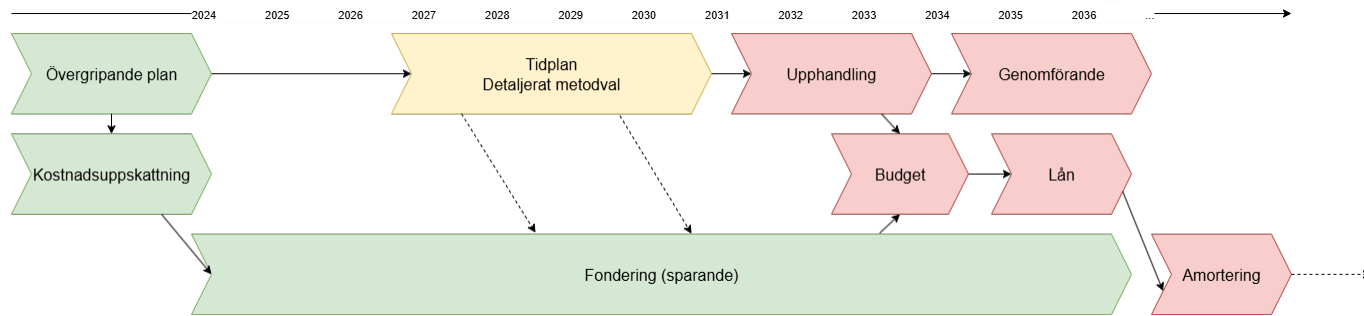 2024 2025 2026 2027 2028 2029 2030 2031 2032 2033 2034 2035 2036 ...
Övergripande plan
Tidplan
Detaljerat metodval
Upphandling
Genomförande
Kostnadsuppskattning
Budget
Lån
Fondering (sparande)
Amortering